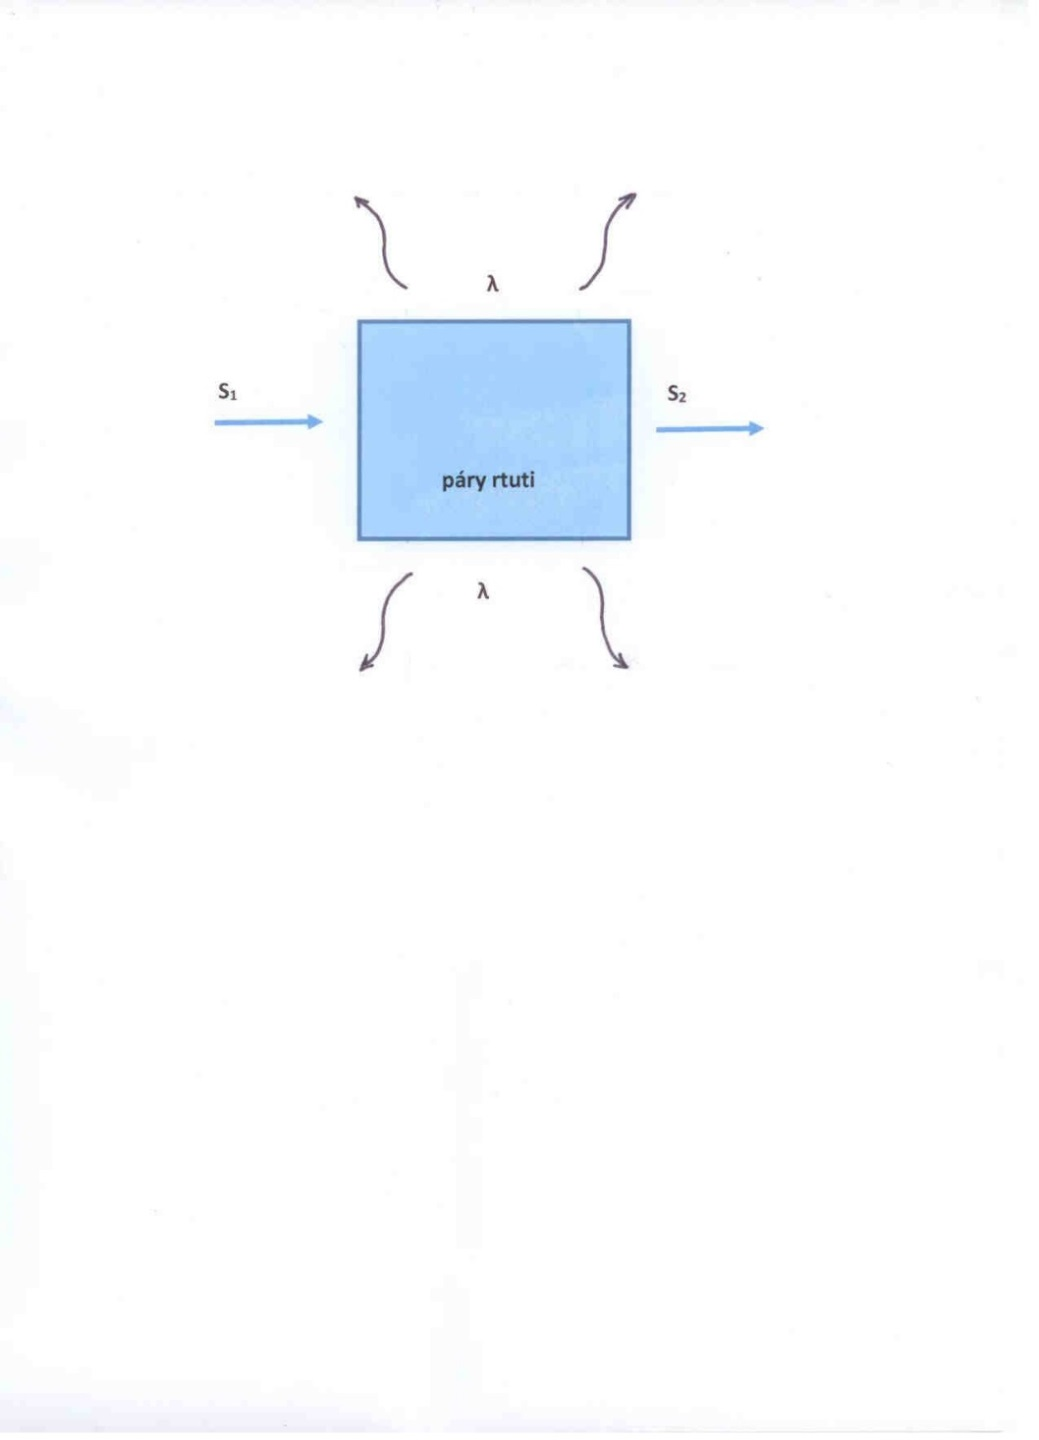 λ
S₁
S₂
páry rtuti
λ